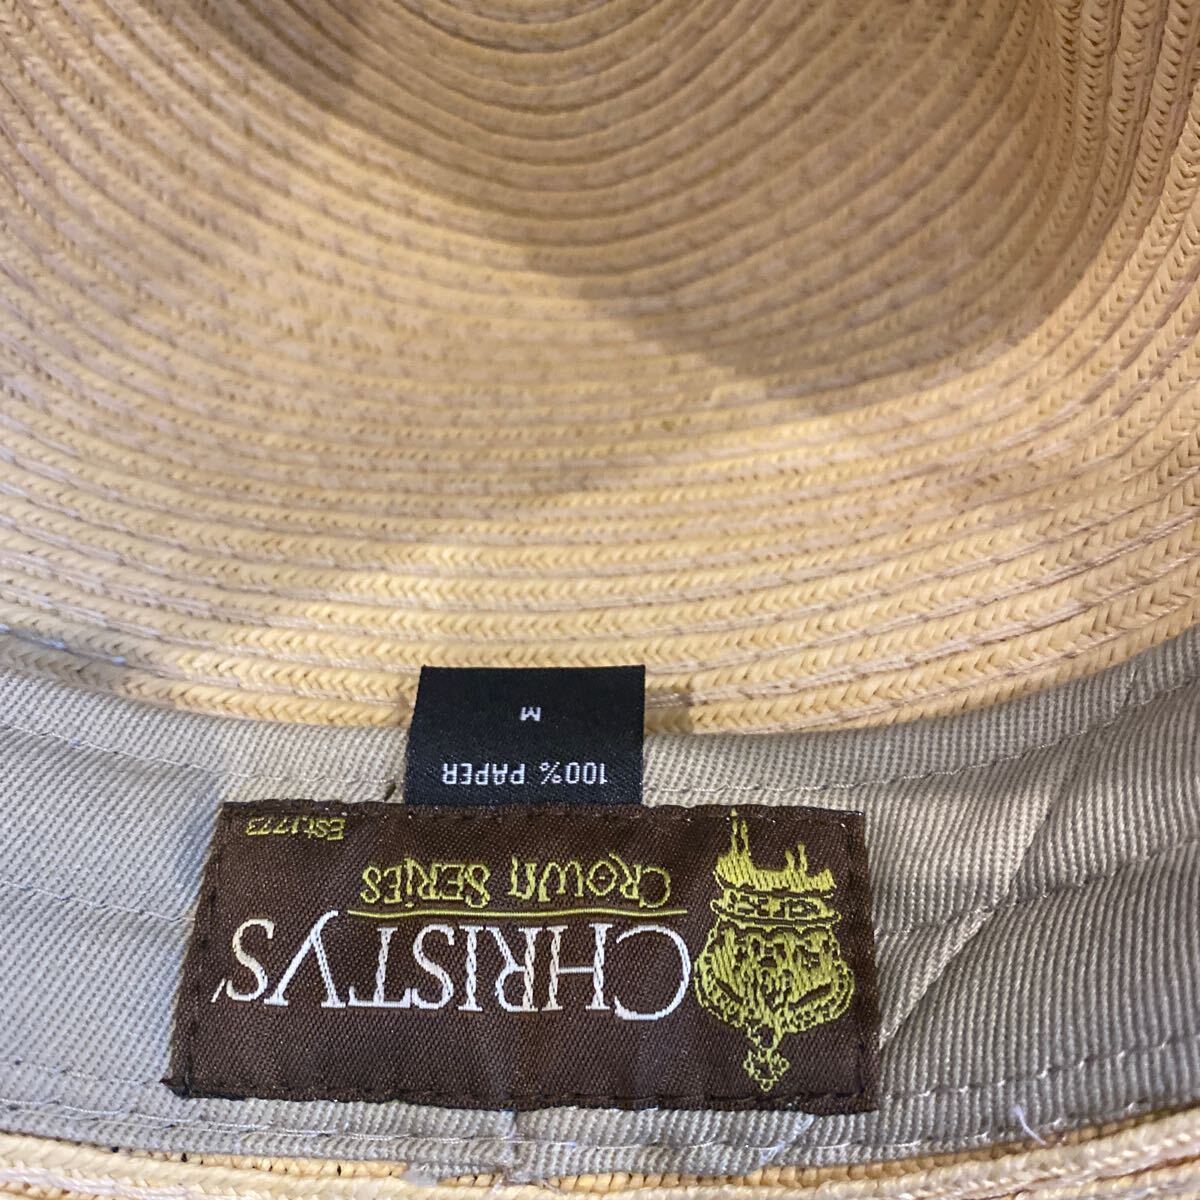 CHRISTYS'
CROWN SERIES
ESt.1773
100% PAPER
M